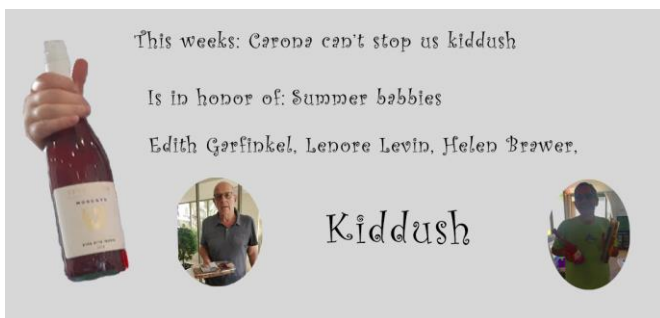 This weeks: Carona can't stop us kiddush
Is in honor of: Summer babbies
Edith Garfinkel, Lenore Levin, Helen Brawer,
Kiddush
MOSCATO